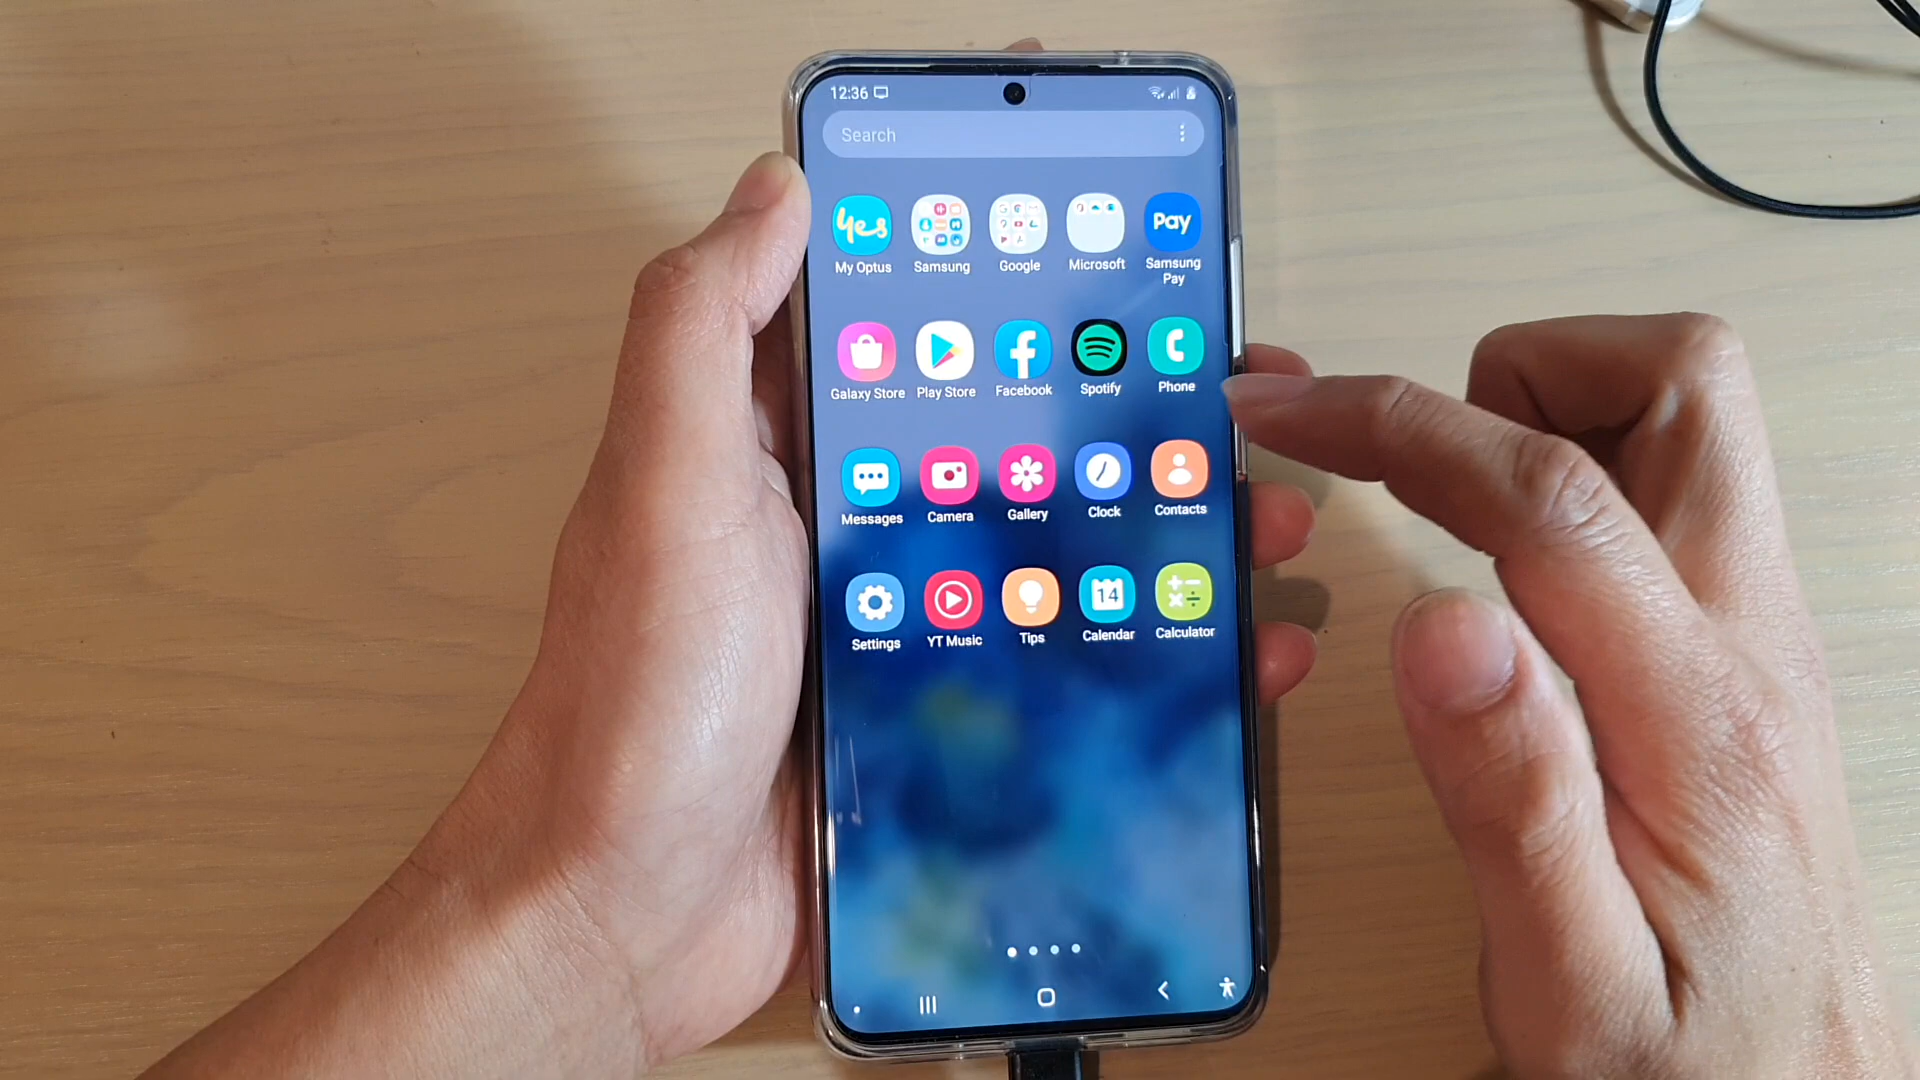 12:36
Search
yes
Pay
My Optus
Samsung
Google
Microsoft
Samsung
Pay
Galaxy Store
Play Store
Facebook
Spotify
Phone
Messages
Camera
Gallery
Clock
Contacts
14
Settings
YT Music
Tips
Calendar
Calculator